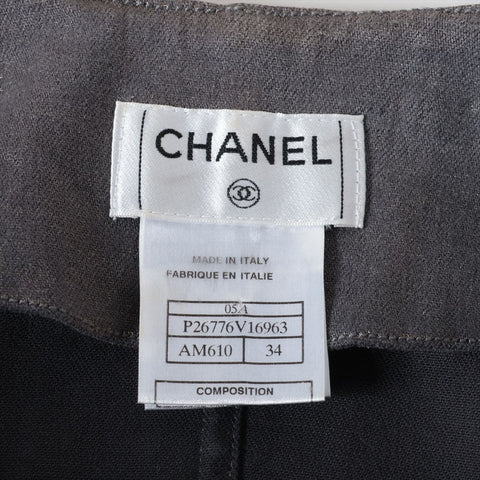 CHANEL
MADE IN ITALY
FABRIQUE EN ITALIE
05A
P26776V16963
AM610 34
COMPOSITION